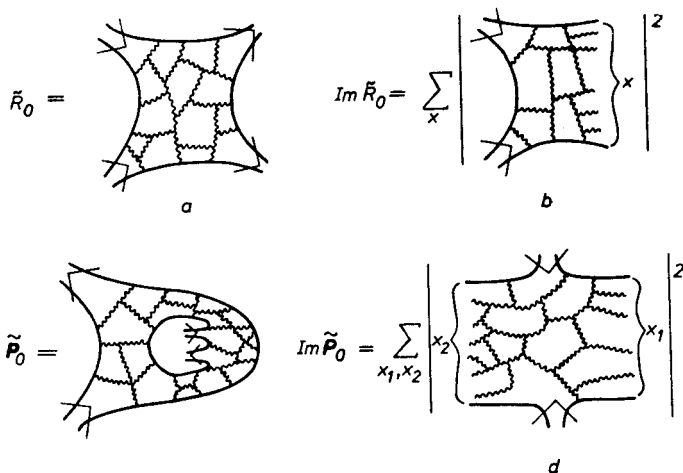 R̃₀ =
a
Im R̃₀ = ∑ₓ | } x |²
b
P̃₀ =
Im P̃₀ = ∑ₓ₁,ₓ₂ | x₂ { } x₁ |²
d